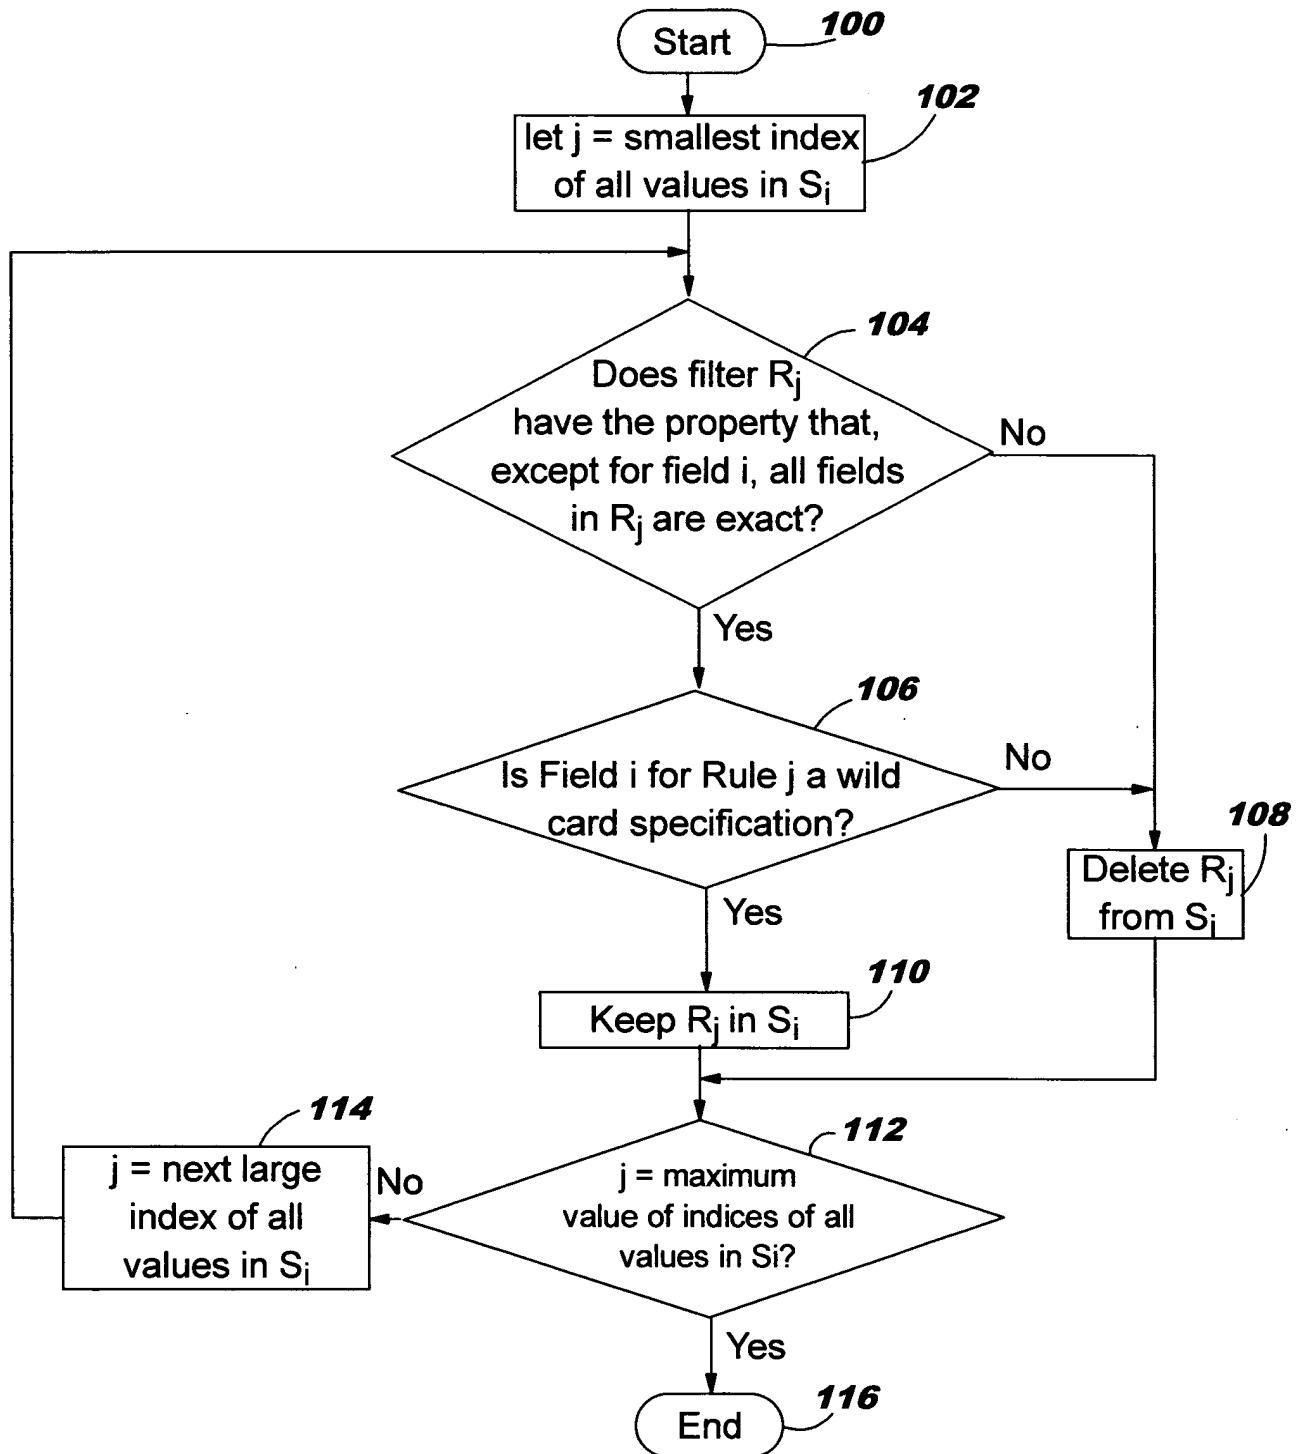 Start
100
102
let j = smallest index
of all values in Si
104
Does filter Rj
have the property that,
except for field i, all fields
in Rj are exact?
No
Yes
106
Is Field i for Rule j a wild
card specification?
No
108
Delete Rj
from Si
Yes
110
Keep Rj in Si
114
j = next large
index of all
values in Si
No
112
j = maximum
value of indices of all
values in Si?
Yes
116
End